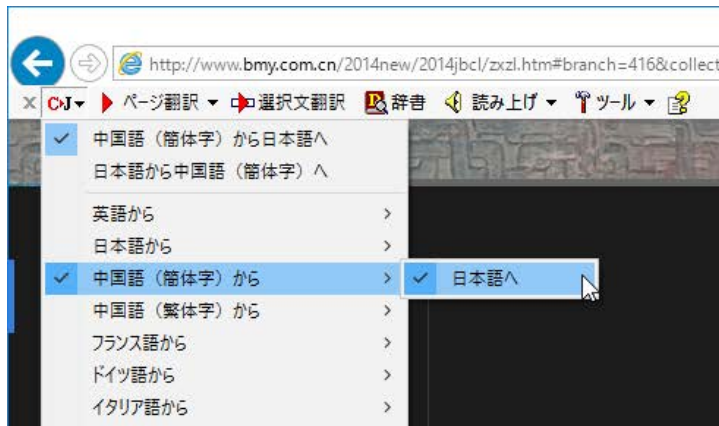 http://www.bmy.com.cn/2014new/2014jbcl/zxzl.htm#branch=416&collect
C›J▼ ページ翻訳 ▼ 選択文翻訳 辞書 読み上げ ▼ ツール ▼
中国語（簡体字）から日本語へ
日本語から中国語（簡体字）へ
英語から
日本語から
中国語（簡体字）から 日本語へ
中国語（繁体字）から
フランス語から
ドイツ語から
イタリア語から